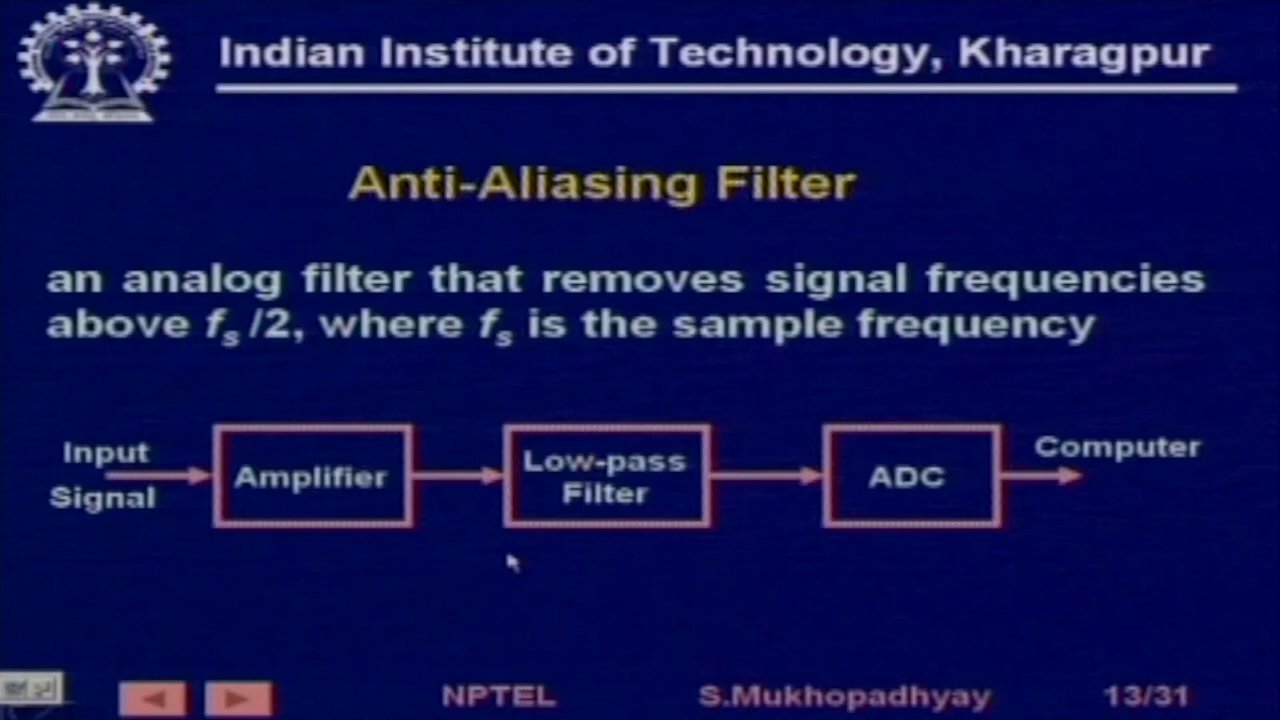 Indian Institute of Technology, Kharagpur
Anti-Aliasing Filter
an analog filter that removes signal frequencies
above fs /2, where fs is the sample frequency
Input
Signal
Amplifier
Low-pass
Filter
ADC
Computer
NPTEL S.Mukhopadhyay 13/31